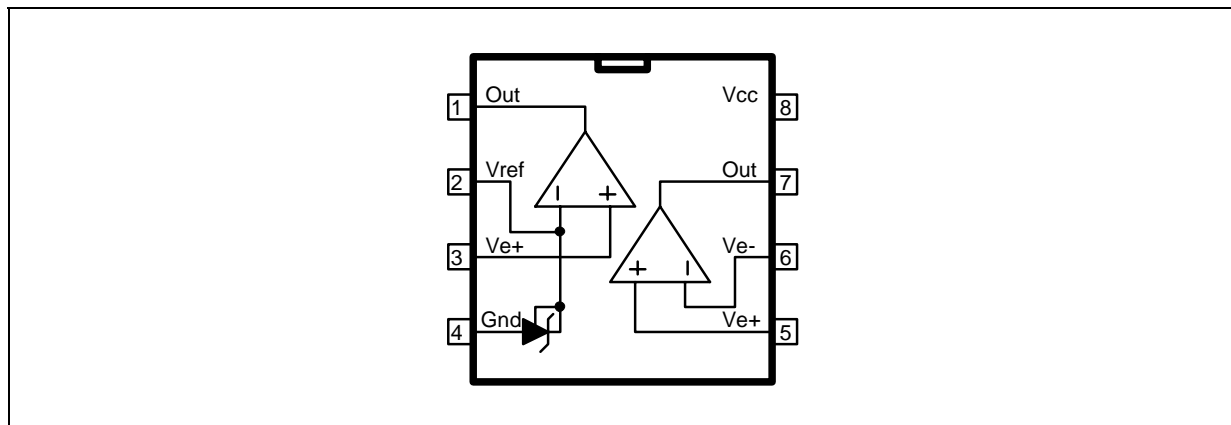 1 Out Vcc 8
2 Vref Out 7
3 Ve+ Ve- 6
4 Gnd Ve+ 5
− + 
+ −